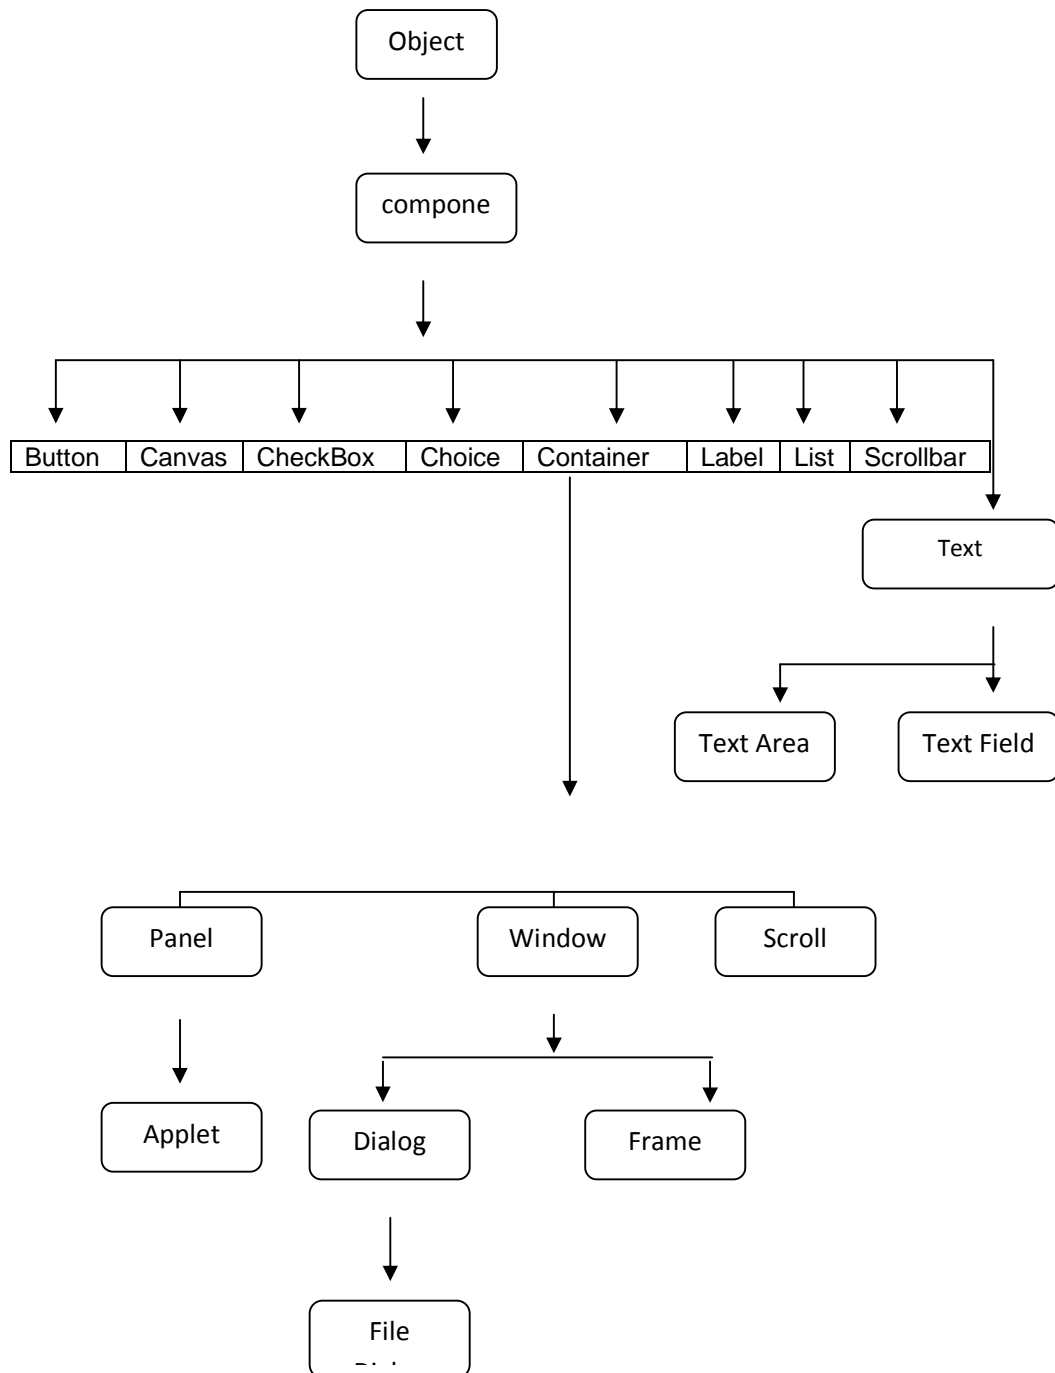 Object
compone
Button Canvas CheckBox Choice Container Label List Scrollbar
Text
Text Area Text Field
Panel Window Scroll
Applet Dialog Frame
File